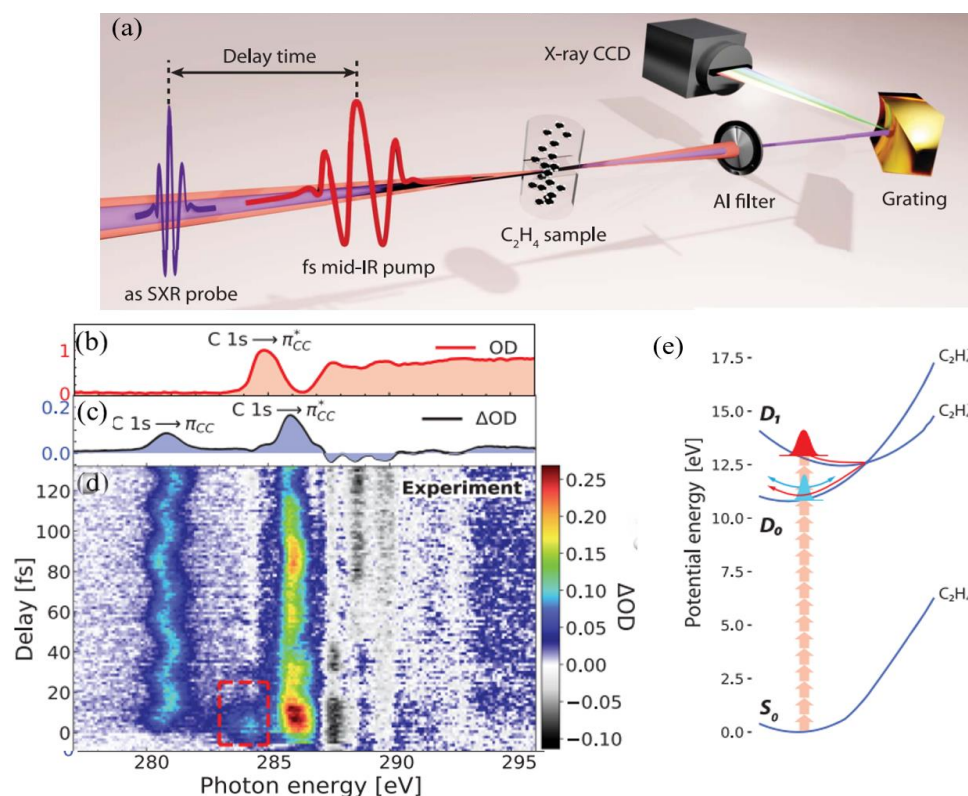 (a)
Delay time
X-ray CCD
C₂H₄ sample
Al filter
Grating
fs mid-IR pump
as SXR probe
(b)
C 1s → π*CC
OD
1
0
(c)
0.2
0.0
C 1s → πCC
C 1s → π*CC
ΔOD
(d)
Experiment
Delay [fs]
120
100
80
60
40
20
0
280
285
290
295
Photon energy [eV]
0.25
0.20
0.15
0.10
0.05
0.00
−0.05
−0.10
ΔOD
(e)
Potential energy [eV]
17.5
15.0
12.5
10.0
7.5
5.0
2.5
0.0
D₁
D₀
S₀
C₂H
C₂H
C₂H